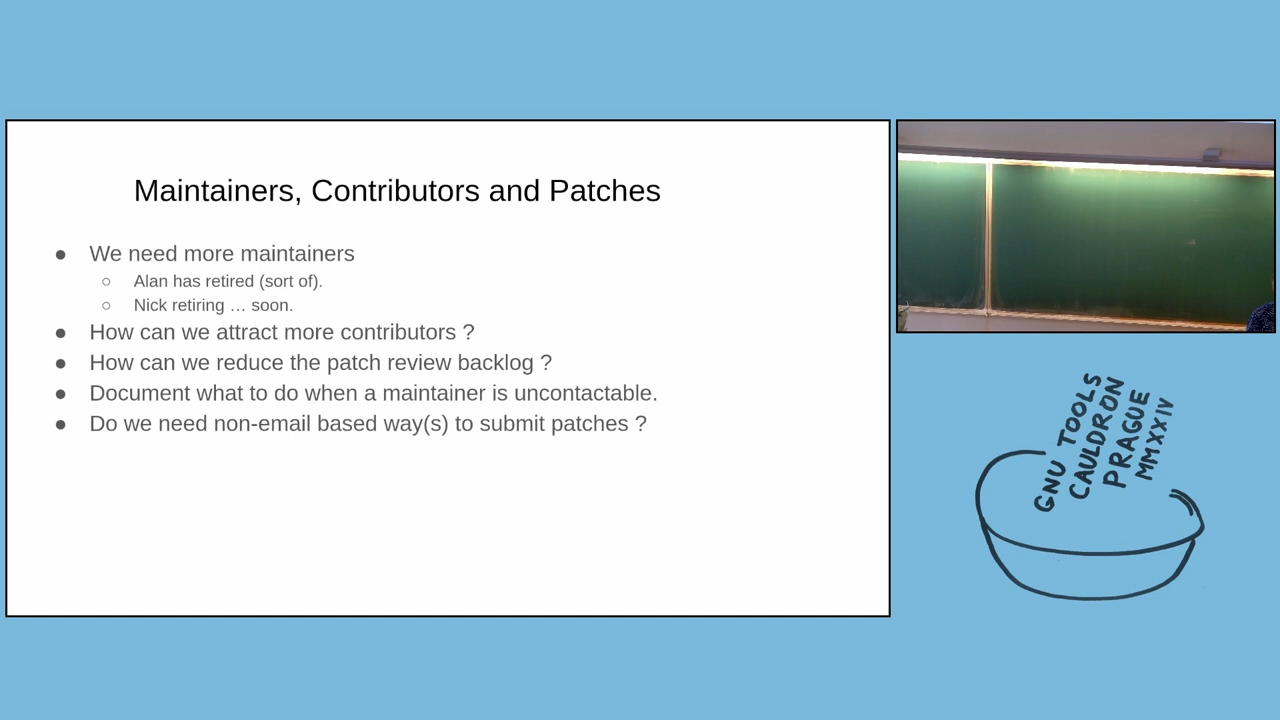 Maintainers, Contributors and Patches
● We need more maintainers
○ Alan has retired (sort of).
○ Nick retiring … soon.
● How can we attract more contributors ?
● How can we reduce the patch review backlog ?
● Document what to do when a maintainer is uncontactable.
● Do we need non-email based way(s) to submit patches ?
GNU TOOLS
CAULDRON
PRAGUE
MMXXIV